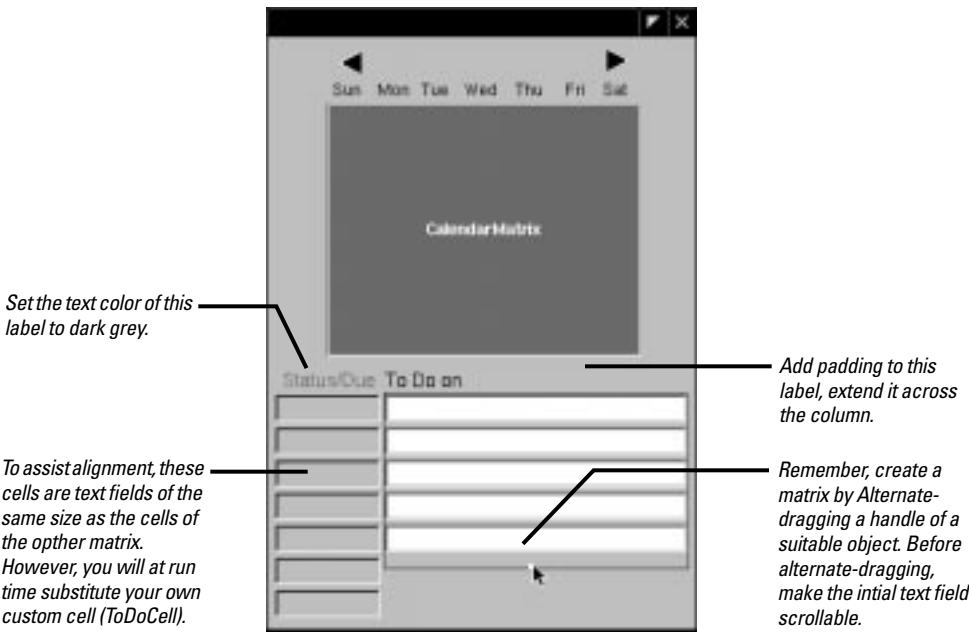 Sun Mon Tue Wed Thu Fri Sat
CalendarMatrix
Set the text color of this
label to dark grey.
Status/Due To Do on
Add padding to this
label, extend it across
the column.
To assist alignment, these
cells are text fields of the
same size as the cells of
the opther matrix.
However, you will at run
time substitute your own
custom cell (ToDoCell).
Remember, create a
matrix by Alternate-
dragging a handle of a
suitable object. Before
alternate-dragging,
make the intial text field
scrollable.